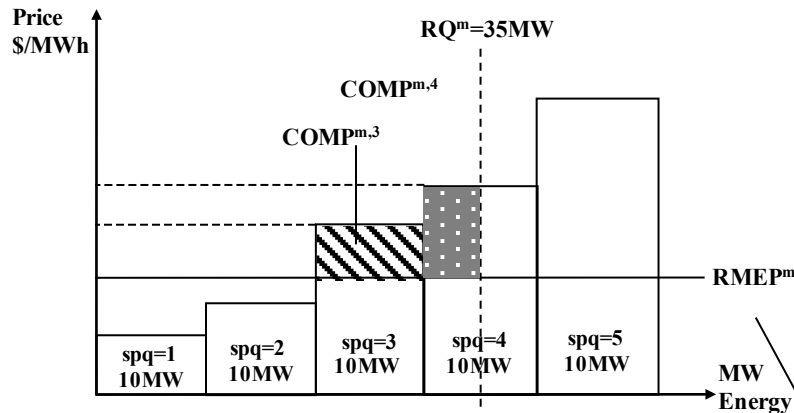 Price
$/MWh
RQᵐ=35MW
COMPᵐ,⁴
COMPᵐ,³
RMEPᵐ
spq=1
10MW
spq=2
10MW
spq=3
10MW
spq=4
10MW
spq=5
10MW
MW
Energy